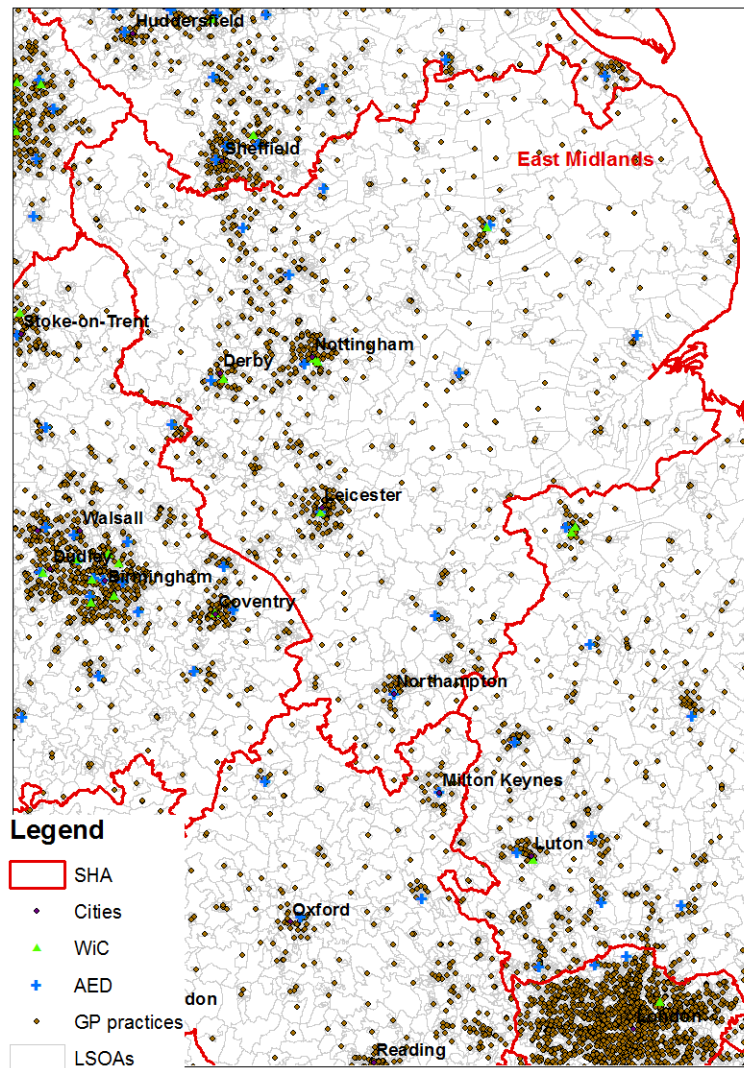 Huddersfield
Sheffield
East Midlands
Stoke-on-Trent
Nottingham
Derby
Leicester
Walsall
Dudley
Birmingham
Coventry
Northampton
Milton Keynes
Luton
Oxford
don
London
Reading
Legend
SHA
Cities
WiC
AED
GP practices
LSOAs